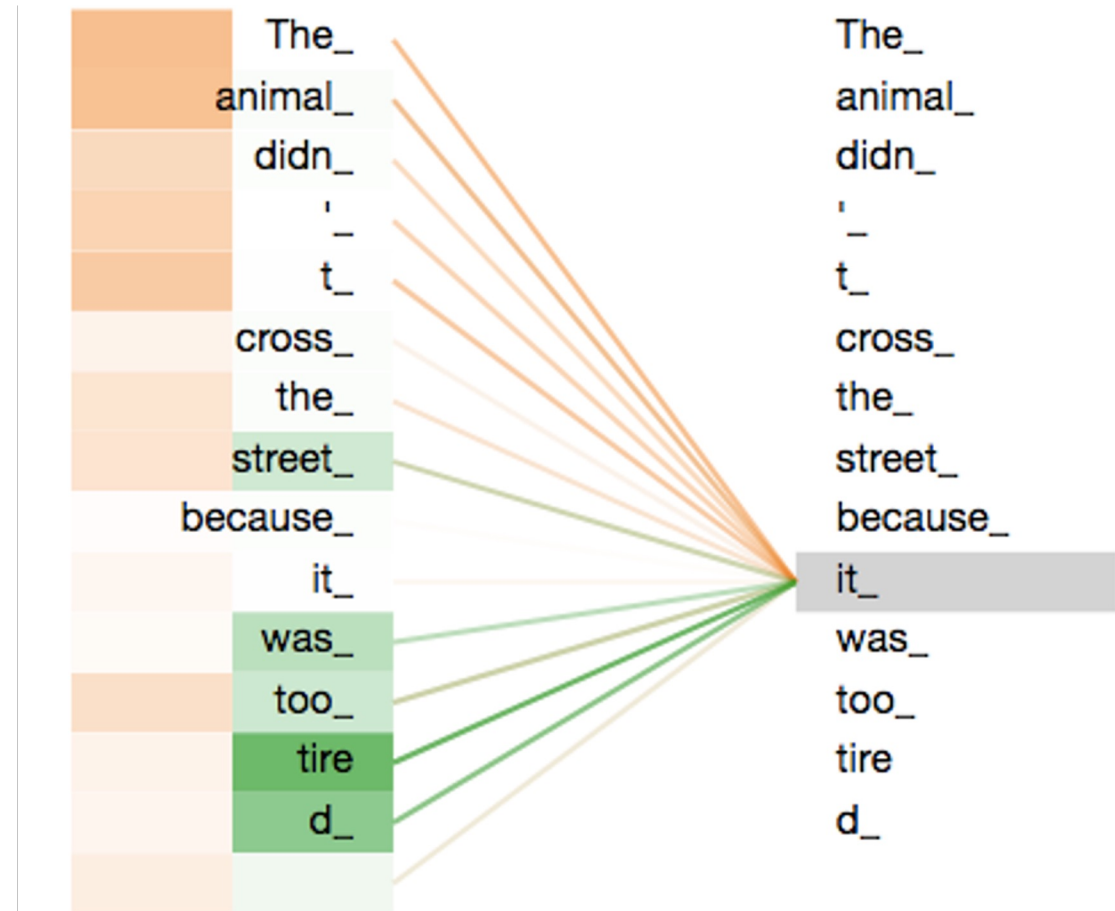 The_ The_
animal_ animal_
didn_ didn_
'_ '_
t_ t_
cross_ cross_
the_ the_
street_ street_
because_ because_
it_ it_
was_ was_
too_ too_
tire tire
d_ d_